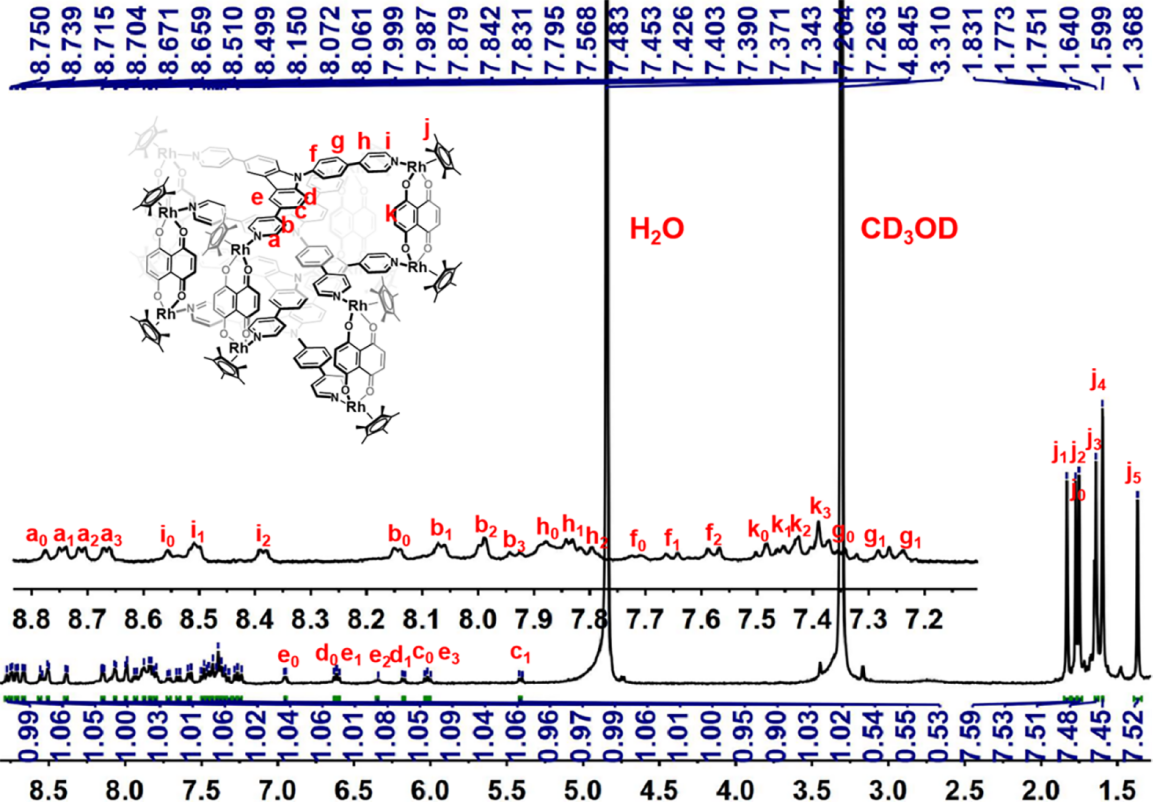 8.750 8.739 8.715 8.704 8.671 8.659 8.510 8.499 8.150 8.072 8.061 7.999 7.987 7.879 7.842 7.831 7.795 7.568 7.483 7.453 7.426 7.403 7.390 7.371 7.343 7.264 7.263 4.845 3.310 1.831 1.773 1.751 1.640 1.599 1.368
f g h i j
Rh N N Rh
N
e d
c k
b
a
O O
Rh N
N Rh
N Rh
N Rh
Rh N
Rh N
N Rh
H₂O CD₃OD
j₄
j₁ j₂ j₃ j₅
j₀
a₀ a₁ a₂ a₃ i₀ i₁ i₂ b₀ b₁ b₂ b₃ h₀ h₁ h₂ f₀ f₁ f₂ k₀ k₁ k₂ k₃ g₀ g₁ g₁
8.8 8.7 8.6 8.5 8.4 8.3 8.2 8.1 8.0 7.9 7.8 7.7 7.6 7.5 7.4 7.3 7.2
e₀ d₀ e₁ e₂ d₁ c₀ e₃ c₁
0.99 1.06 1.05 1.00 1.03 1.06 1.02 1.04 1.06 1.08 1.05 1.09 1.04 1.06 0.96 0.97 0.99 1.06 1.01 1.00 1.05 0.90 1.02 0.54 0.55 0.53 7.59 7.53 7.51 7.48 7.45 7.52
8.5 8.0 7.5 7.0 6.5 6.0 5.5 5.0 4.5 4.0 3.5 3.0 2.5 2.0 1.5